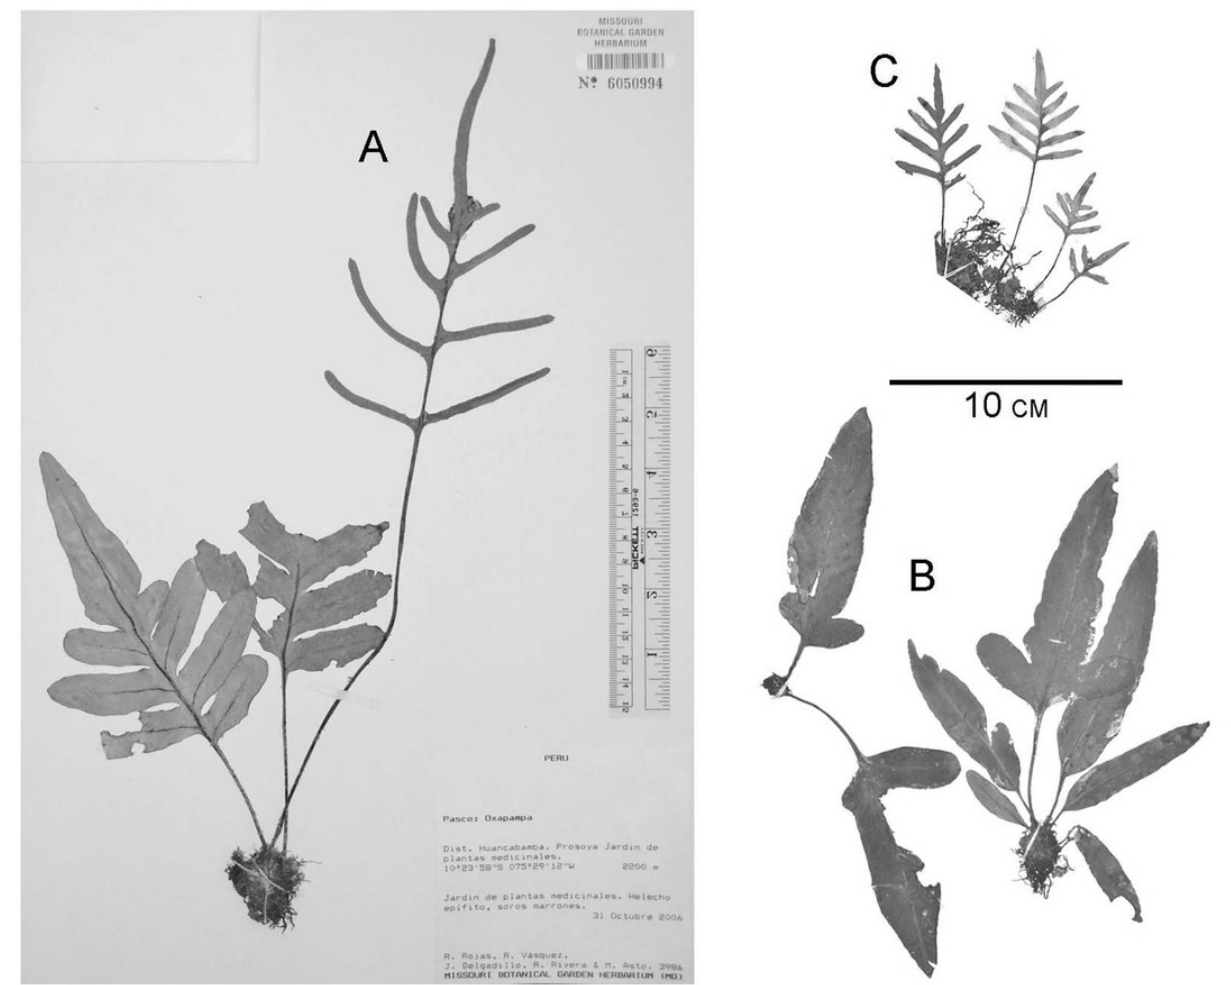 MISSOURI
BOTANICAL GARDEN
HERBARIUM
Nº 6050994
A
C
10 CM
B
PERU
Pasco: Oxapampa
Dist. Huancabamba. Prosoya Jardin de
plantas medicinales.
10°23'58"S 075°29'12"W 2200 m
Jardin de plantas medicinales. Helecho
epífito, soros marrones.
31 Octubre 2006
R. Rojas, R. Vásquez,
J. Delgadillo, R. Rivera & M. Asto. 3986
MISSOURI BOTANICAL GARDEN HERBARIUM (MO)